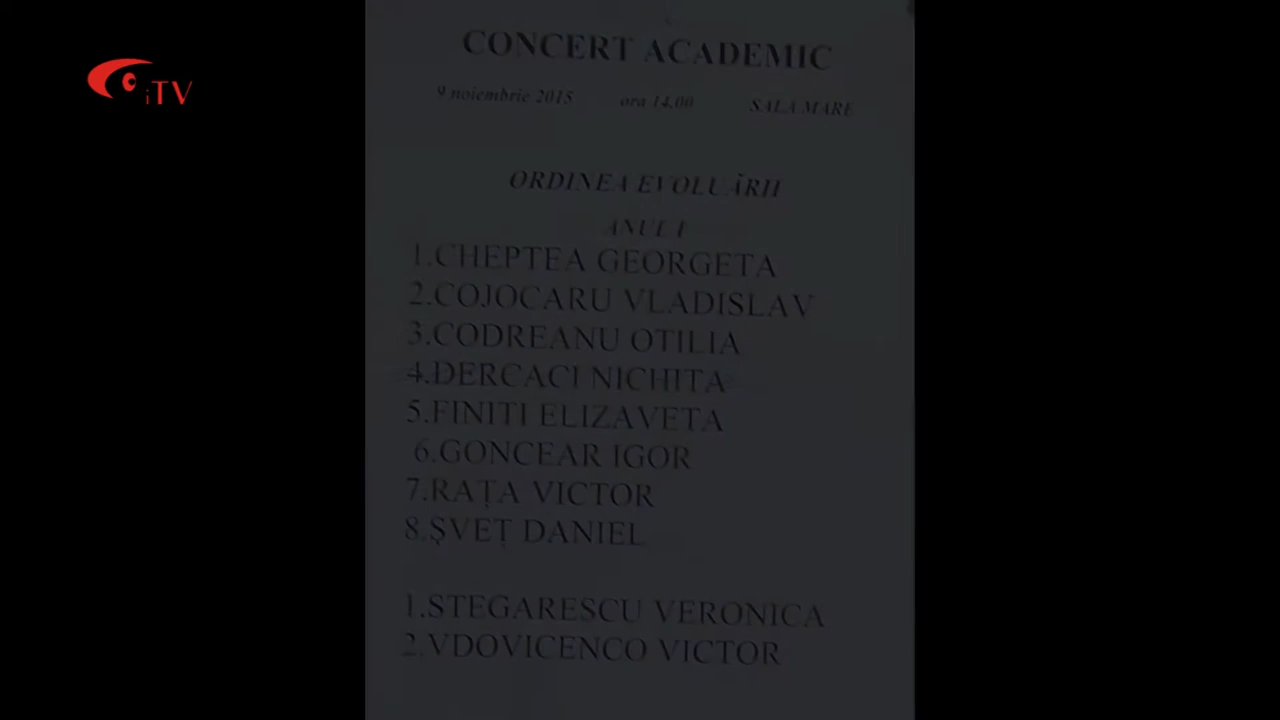 iTV
CONCERT ACADEMIC
9 noiembrie 2015 ora 14.00 SALA MARE
ORDINEA EVOLUĂRII
ANUL I
1.CHEPTEA GEORGETA
2.COJOCARU VLADISLAV
3.CODREANU OTILIA
4.DERCACI NICHITA
5.FINITI ELIZAVETA
6.GONCEAR IGOR
7.RAȚA VICTOR
8.ŞVEȚ DANIEL
1.STEGARESCU VERONICA
2.VDOVICENCO VICTOR